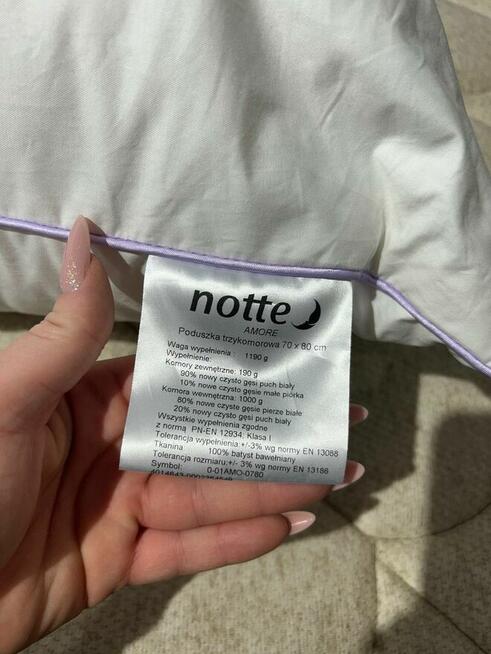 notte
AMORE
Poduszka trzykomorowa 70 x 80 cm
Waga wypełnienia : 1190 g
Wypełnienie:
Komory zewnętrzne: 190 g
90% nowy czysto gęsi puch biały
10% nowe czysto gęsie małe piórka
Komora wewnętrzna: 1000 g
80% nowe czyste gęsie pierze białe
20% nowy czysto gęsi puch biały
Wszystkie wypełnienia zgodne
z normą PN-EN 12934; Klasa I
Tolerancja wypełnienia:+/-3% wg normy EN 13088
Tkanina 100% batyst bawełniany
Tolerancja rozmiaru:+/- 3% wg normy EN 13186
Symbol: 0-01AMO-0780